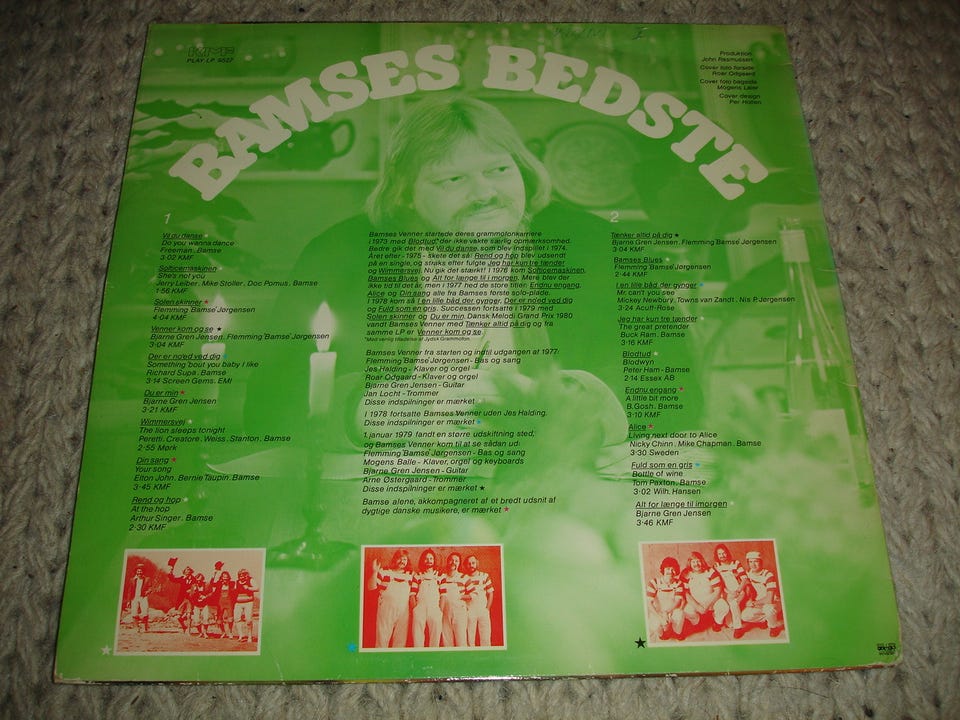 KMP
PLAY LP 8527
BAMSES BEDSTE
Produktion
John Rasmussen
Cover foto forside
Roar Odgaard
Cover foto bagside
Mogens Laier
Cover design
Per Holten
1
Vil du danse
Do you wanna dance
Freeman. Bamse
3·02 KMF
Softicemaskinen
She's not you
Jerry Leiber. Mike Stoller. Doc Pomus. Bamse
1·56 KMF
Solen skinner ★
Flemming 'Bamse' Jørgensen
4·04 KMF
Venner kom og se ★
Bjarne Gren Jensen. Flemming 'Bamse' Jørgensen
3·04 KMF
Der er noled ved dig
Something 'bout you baby I like
Richard Supa. Bamse
3·14 Screen Gems. EMI
Du er min ★
Bjarne Gren Jensen
3·21 KMF
Wimmersvej ★
The lion sleeps tonight
Peretti. Creatore. Weiss. Stanton. Bamse
2·55 Mørk
Din sang ★
Your song
Elton John. Bernie Taupin. Bamse
3·45 KMF
Rend og hop ★
At the hop
Arthur Singer. Bamse
2·30 KMF
Bamses Venner startede deres grammofonkarriere
i 1973 med Blodtud,* der ikke vakte særlig opmærksomhed.
Bedre gik det med Vil du danse, som blev indspillet i 1974.
Året efter - 1975 - skete det så: Rend og hop blev udsendt
på en single, og straks efter fulgte Jeg har kun tre tænder
og Wimmersvej. Nu gik det stærkt! I 1976 kom Softicemaskinen,
Bamses Blues og Alt for længe til i morgen. Mere blev der
ikke tid til det år, men i 1977 hed de store titler: Endnu engang,
Alice og Din sang alle fra Bamses første solo-plade.
I 1978 kom så I en lille båd der gynger, Der er noled ved dig
og Fuld som en gris. Successen fortsatte i 1979 med
Solen skinner og Du er min. Dansk Melodi Grand Prix 1980
vandt Bamses Venner med Tænker altid på dig og fra
samme LP er Venner kom og se.
*Med venlig tilladelse af Jydsk Grammofon.
Bamses Venner fra starten og indtil udgangen af 1977:
Flemming 'Bamse' Jørgensen - Bas og sang
Jes Halding - Klaver og orgel
Roar Odgaard - Klaver og orgel
Bjarne Gren Jensen - Guitar
Jan Locht - Trommer
Disse indspilninger er mærket ★
I 1978 fortsatte Bamses Venner uden Jes Halding.
Disse indspilninger er mærket ★
1. januar 1979 fandt en større udskiftning sted,
og Bamses Venner kom til at se sådan ud:
Flemming 'Bamse' Jørgensen - Bas og sang
Mogens Balle - Klaver, orgel og keyboards
Bjarne Gren Jensen - Guitar
Arne Østergaard - Trommer
Disse indspilninger er mærket ★
Bamse alene, akkompagneret af et bredt udsnit af
dygtige danske musikere, er mærket ★
2
Tænker altid på dig ★
Bjarne Gren Jensen. Flemming 'Bamse' Jørgensen
3·04 KMF
Bamses Blues
Flemming 'Bamse' Jørgensen
2·44 KMF
I en lille båd der gynger ★
Mr. can't you see
Mickey Newbury. Towns van Zandt. Nis P. Jørgensen
3·24 Acuff-Rose
Jeg har kun tre tænder ★
The great pretender
Buck Ram. Bamse
3·16 KMF
Blodtud ★
Blodwyn
Peter Ham - Bamse
2·14 Essex AB
Endnu engang ★
A little bit more
B. Gosh. Bamse
3·10 KMF
Alice ★
Living next door to Alice
Nicky Chinn. Mike Chapman. Bamse
3·30 Sweden
Fuld som en gris ★
Bottle of wine
Tom Paxton. Bamse
3·02 Wilh. Hansen
Alt for længe til imorgen
Bjarne Gren Jensen
3·46 KMF